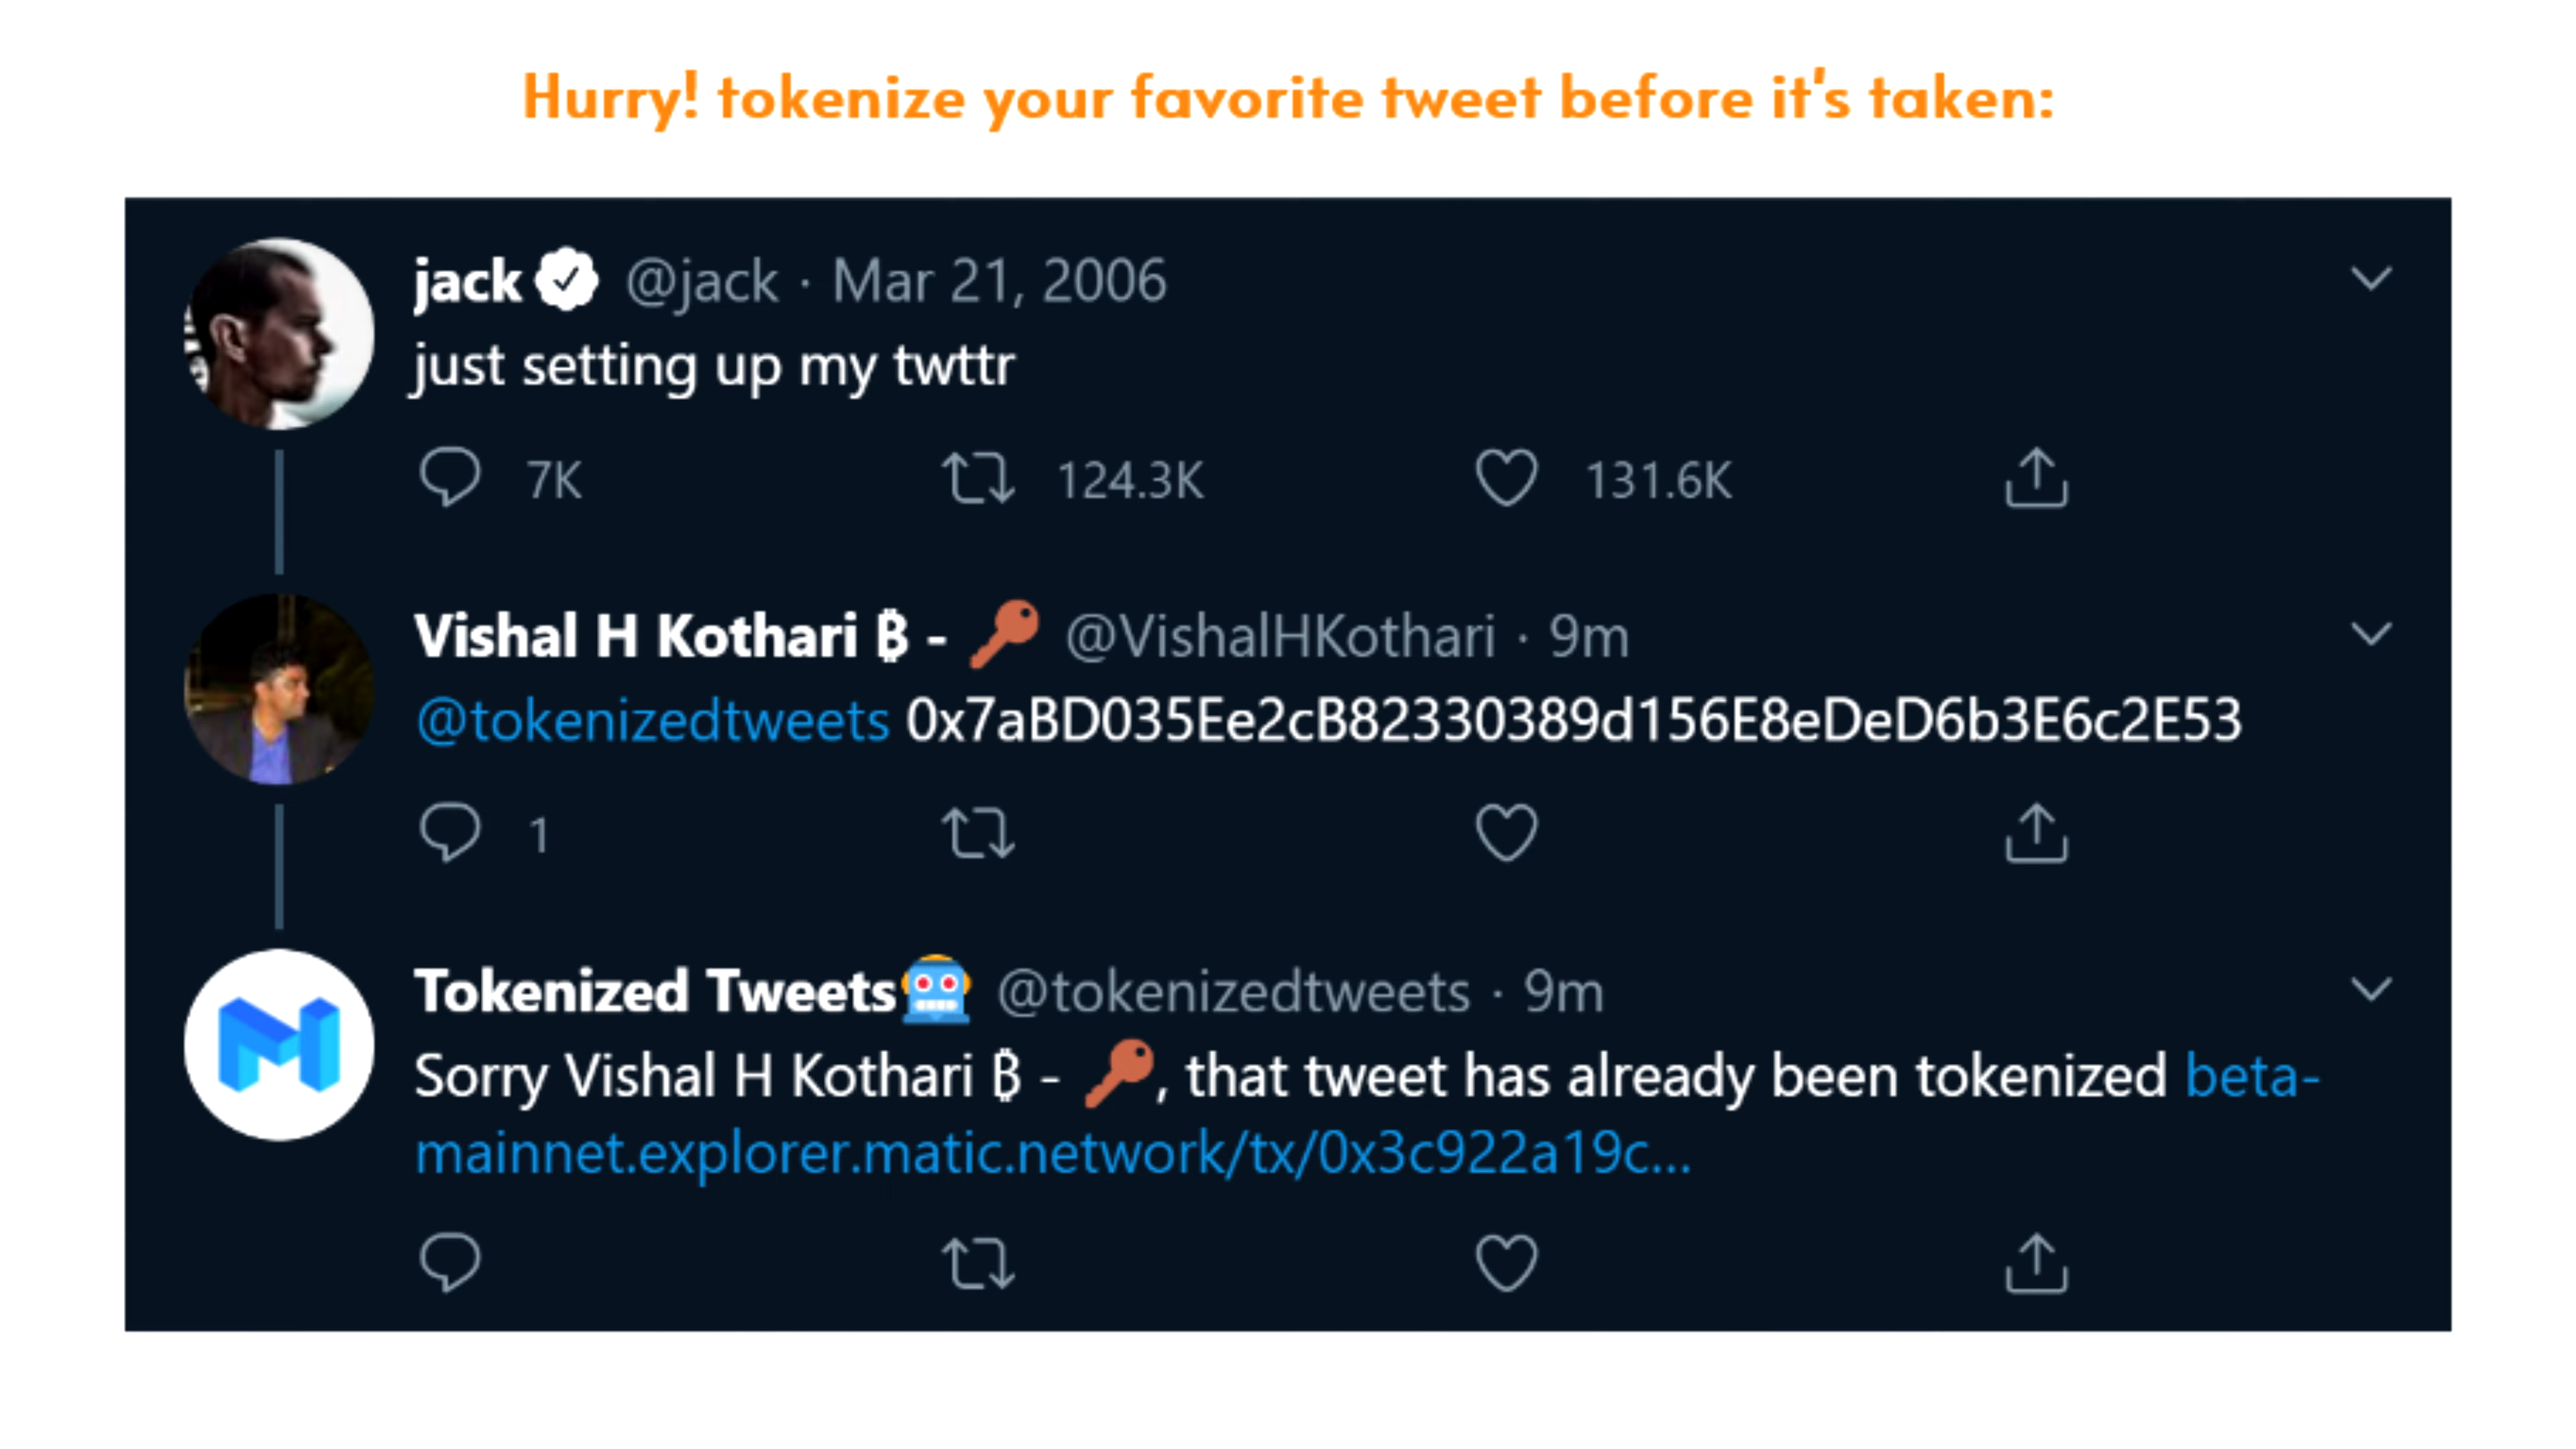 Hurry! tokenize your favorite tweet before it's taken:
jack @jack · Mar 21, 2006
just setting up my twttr
7K 124.3K 131.6K
Vishal H Kothari ₿ - 🔑 @VishalHKothari · 9m
@tokenizedtweets 0x7aBD035Ee2cB82330389d156E8eDeD6b3E6c2E53
1
Tokenized Tweets🤖 @tokenizedtweets · 9m
Sorry Vishal H Kothari ₿ - 🔑, that tweet has already been tokenized beta-
mainnet.explorer.matic.network/tx/0x3c922a19c...